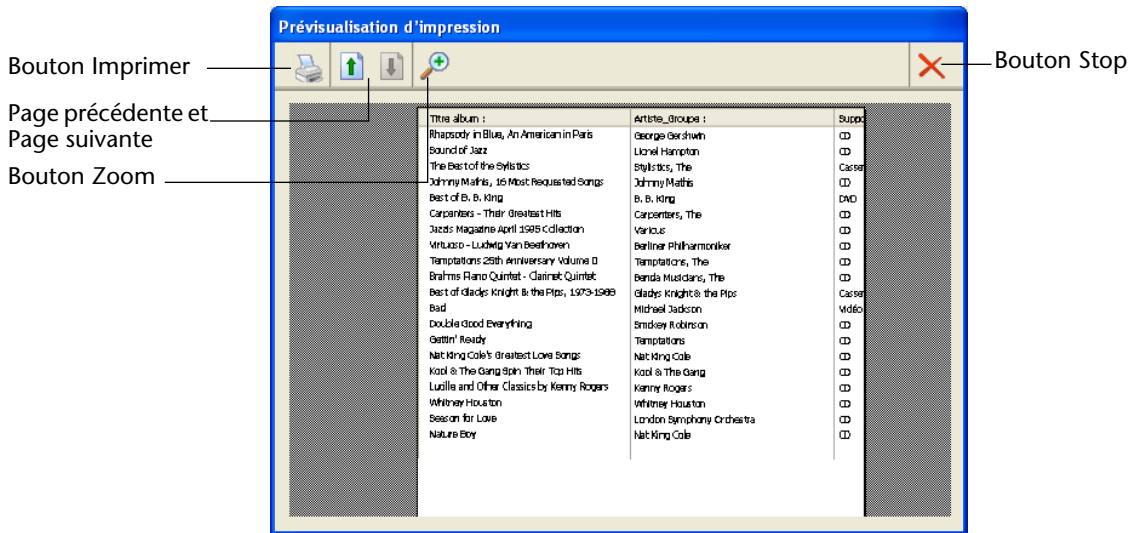 Prévisualisation d'impression
Bouton Imprimer
Bouton Stop
Page précédente et
Page suivante
Bouton Zoom
Titre album : Artiste_Groupe : Suppo
Rhapsody in Blue, An American in Paris George Gershwin CD
Sound of Jazz Lionel Hampton CD
The Best of the Sylistics Stylistics, The Casset
Johnny Mathis, 16 Most Requested Songs Johnny Mathis CD
Best of B. B. King B. B. King DVD
Carpenters - Their Greatest Hits Carpenters, The CD
Jazzis Magazine April 1995 Collection Various CD
Virtuoso - Ludwig Van Beethoven Berliner Philharmoniker CD
Temptations 25th Anniversary Volume II Temptations, The CD
Brahms Piano Quintet - Clarinet Quintet Benda Musicians, The CD
Best of Gladys Knight & the Pips, 1973-1988 Gladys Knight & the Pips Casset
Bad Michael Jackson Vidéo
Double Good Everything Smokey Robinson CD
Gettin' Ready Temptations CD
Nat King Cole's Greatest Love Songs Nat King Cole CD
Kool & The Gang Spin Their Top Hits Kool & The Gang CD
Lucille and Other Classics by Kenny Rogers Kenny Rogers CD
Whitney Houston Whitney Houston CD
Season for Love London Symphony Orchestra CD
Nature Boy Nat King Cole CD